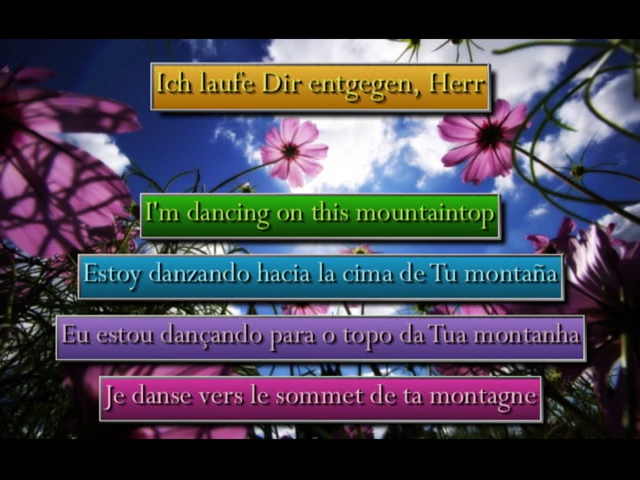 Ich laufe Dir entgegen, Herr
I'm dancing on this mountaintop
Estoy danzando hacia la cima de Tu montaña
Eu estou dançando para o topo da Tua montanha
Je danse vers le sommet de ta montagne